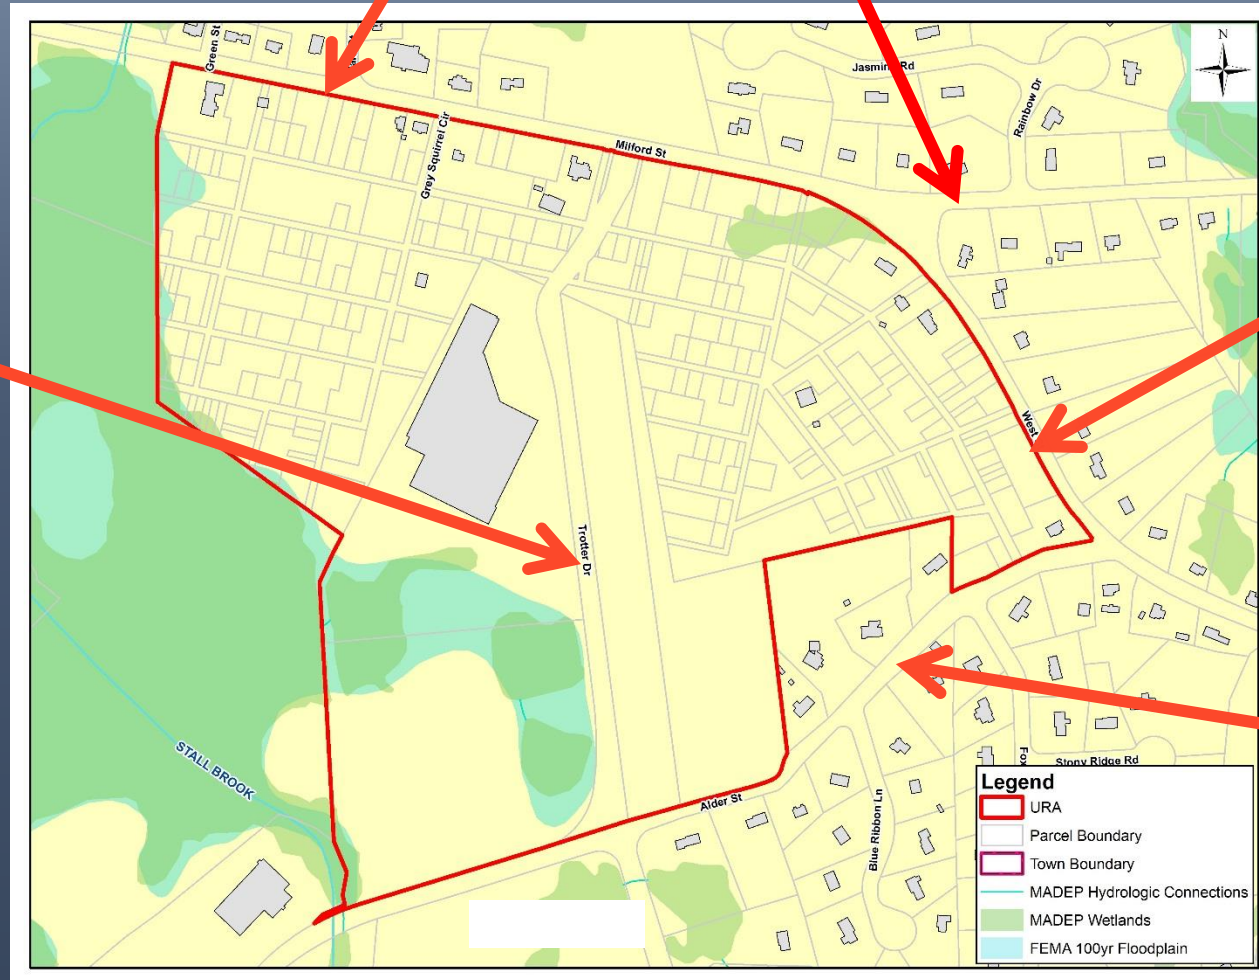 N
Green St
Jasmine Rd
Rainbow Dr
Grey Squirrel Cir
Milford St
West
Trotter Dr
STALL BROOK
Alder St
Blue Ribbon Ln
Fox
Stony Ridge Rd
Legend
URA
Parcel Boundary
Town Boundary
MADEP Hydrologic Connections
MADEP Wetlands
FEMA 100yr Floodplain